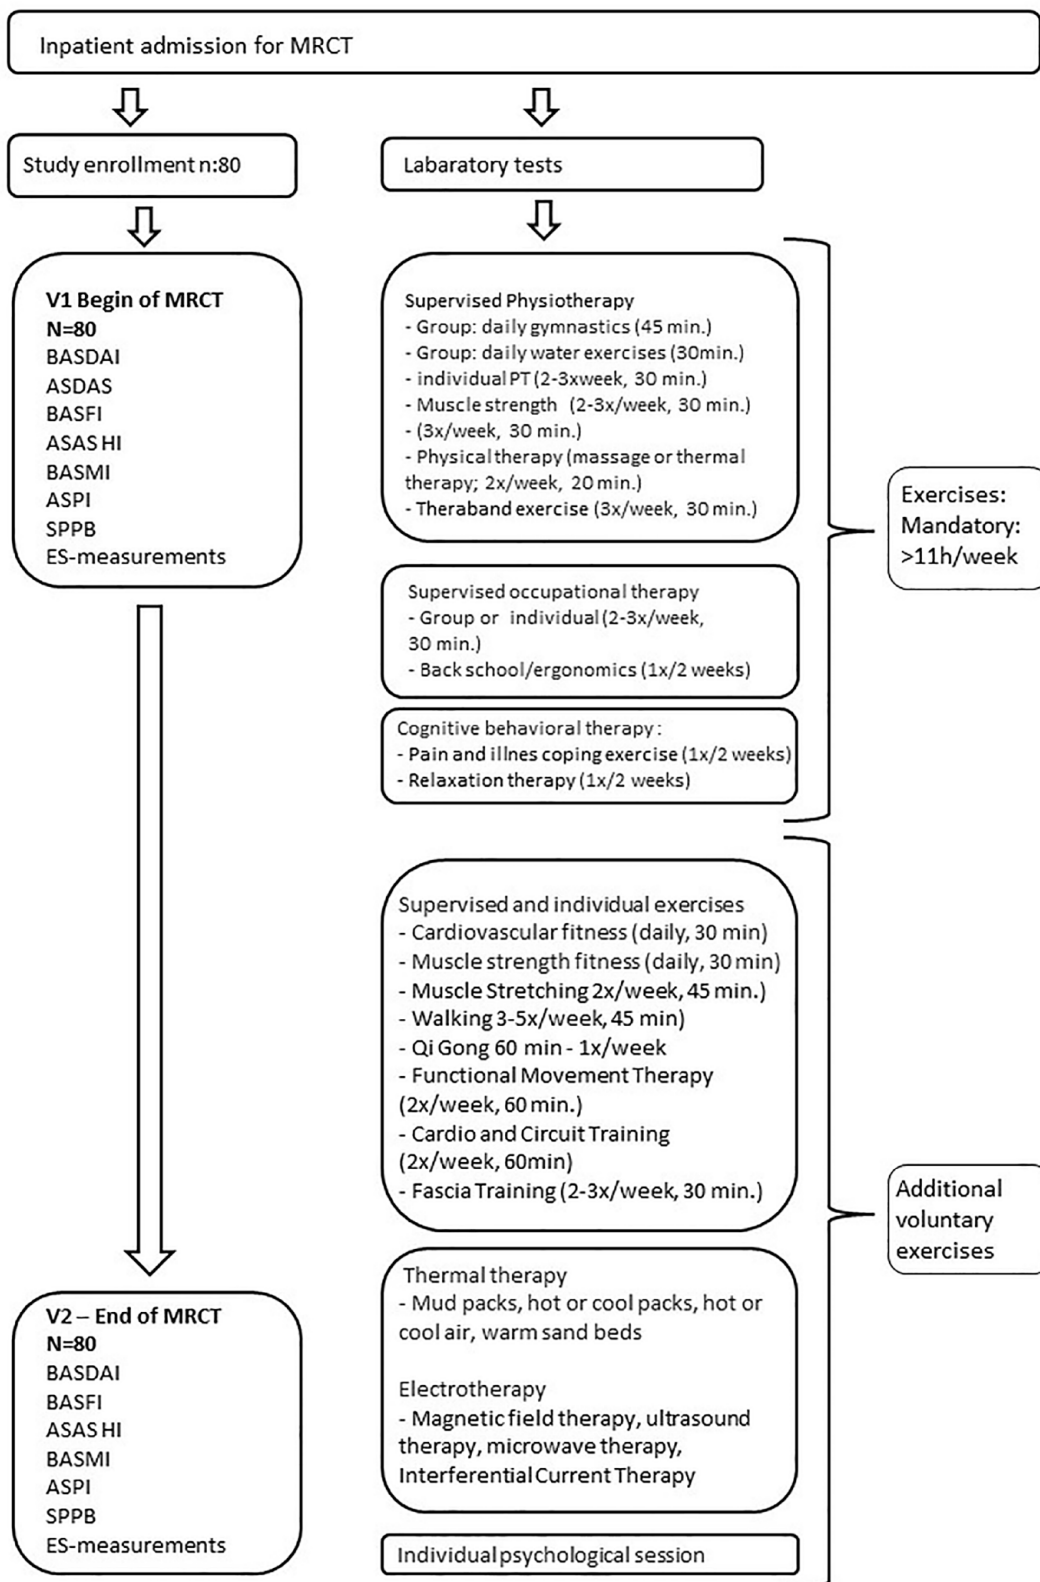 Inpatient admission for MRCT
Study enrollment n:80
Labaratory tests
V1 Begin of MRCT
N=80
BASDAI
ASDAS
BASFI
ASAS HI
BASMI
ASPI
SPPB
ES-measurements
Supervised Physiotherapy
- Group: daily gymnastics (45 min.)
- Group: daily water exercises (30min.)
- individual PT (2-3xweek, 30 min.)
- Muscle strength (2-3x/week, 30 min.)
- (3x/week, 30 min.)
- Physical therapy (massage or thermal
therapy; 2x/week, 20 min.)
- Theraband exercise (3x/week, 30 min.)
Supervised occupational therapy
- Group or individual (2-3x/week,
30 min.)
- Back school/ergonomics (1x/2 weeks)
Cognitive behavioral therapy :
- Pain and illnes coping exercise (1x/2 weeks)
- Relaxation therapy (1x/2 weeks)
Exercises:
Mandatory:
>11h/week
Supervised and individual exercises
- Cardiovascular fitness (daily, 30 min)
- Muscle strength fitness (daily, 30 min)
- Muscle Stretching 2x/week, 45 min.)
- Walking 3-5x/week, 45 min)
- Qi Gong 60 min - 1x/week
- Functional Movement Therapy
(2x/week, 60 min.)
- Cardio and Circuit Training
(2x/week, 60min)
- Fascia Training (2-3x/week, 30 min.)
Thermal therapy
- Mud packs, hot or cool packs, hot or
cool air, warm sand beds
Electrotherapy
- Magnetic field therapy, ultrasound
therapy, microwave therapy,
Interferential Current Therapy
Individual psychological session
Additional
voluntary
exercises
V2 – End of MRCT
N=80
BASDAI
BASFI
ASAS HI
BASMI
ASPI
SPPB
ES-measurements